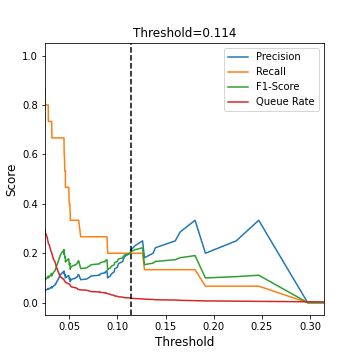 Threshold=0.114
Precision
Recall
F1-Score
Queue Rate
Score
1.0
0.8
0.6
0.4
0.2
0.0
0.05 0.10 0.15 0.20 0.25 0.30
Threshold